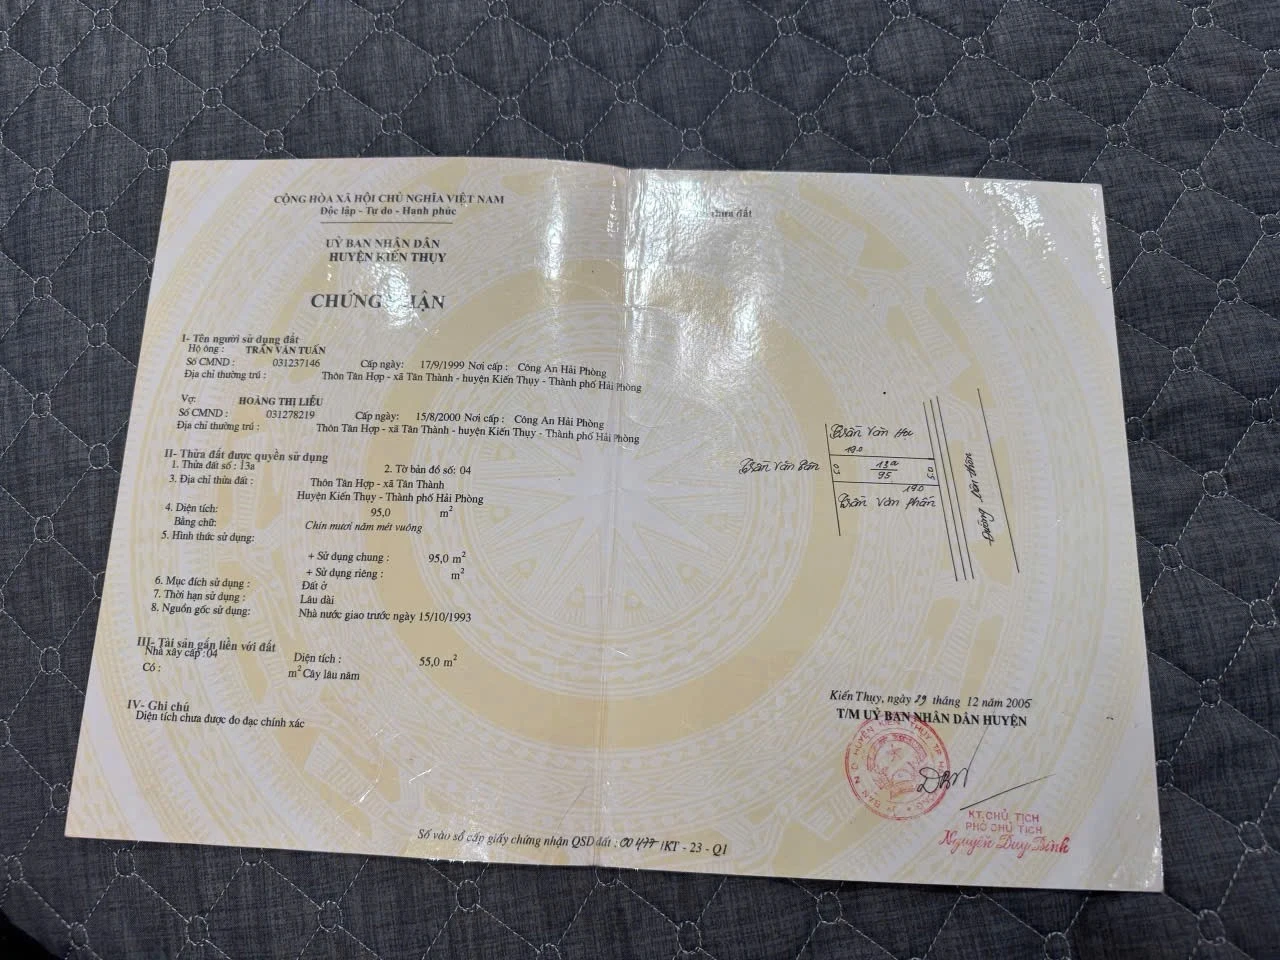 CỘNG HÒA XÃ HỘI CHỦ NGHĨA VIỆT NAM
Độc lập - Tự do - Hạnh phúc
UỶ BAN NHÂN DÂN
HUYỆN KIẾN THỤY
CHỨNG NHẬN
I- Tên người sử dụng đất
Hộ ông : TRẦN VĂN TUẤN
Số CMND : 031237146 Cấp ngày: 17/9/1999 Nơi cấp : Công An Hải Phòng
Địa chỉ thường trú : Thôn Tân Hợp - xã Tân Thành - huyện Kiến Thụy - Thành phố Hải Phòng
Vợ: HOÀNG THỊ LIỄU
Số CMND : 031278219 Cấp ngày: 15/8/2000 Nơi cấp : Công An Hải Phòng
Địa chỉ thường trú : Thôn Tân Hợp - xã Tân Thành - huyện Kiến Thụy - Thành phố Hải Phòng
II- Thửa đất được quyền sử dụng
1. Thửa đất số : 13a 2. Tờ bản đồ số: 04
3. Địa chỉ thửa đất : Thôn Tân Hợp - xã Tân Thành
Huyện Kiến Thụy - Thành phố Hải Phòng
4. Diện tích: 95,0 m²
Bằng chữ: Chín mươi năm mét vuông
5. Hình thức sử dụng:
+ Sử dụng chung : 95,0 m²
+ Sử dụng riêng : m²
6. Mục đích sử dụng : Đất ở
7. Thời hạn sử dụng : Lâu dài
8. Nguồn gốc sử dụng: Nhà nước giao trước ngày 15/10/1993
III- Tài sản gắn liền với đất
Nhà xây cấp :04 Diện tích : 55,0 m²
Có : m² Cây lâu năm
IV- Ghi chú
Diện tích chưa được đo đạc chính xác
Số vào sổ cấp giấy chứng nhận QSD đất : 00477 /KT - 23 - Q1
thửa đất
Trần Văn
19.0
Trần Văn
13a
95
19.0
Trần Văn
Đường
Kiến Thụy, ngày 29 tháng 12 năm 2005
T/M UỶ BAN NHÂN DÂN HUYỆN
KT.CHỦ TỊCH
PHÓ CHỦ TỊCH
Nguyễn Duy Bình